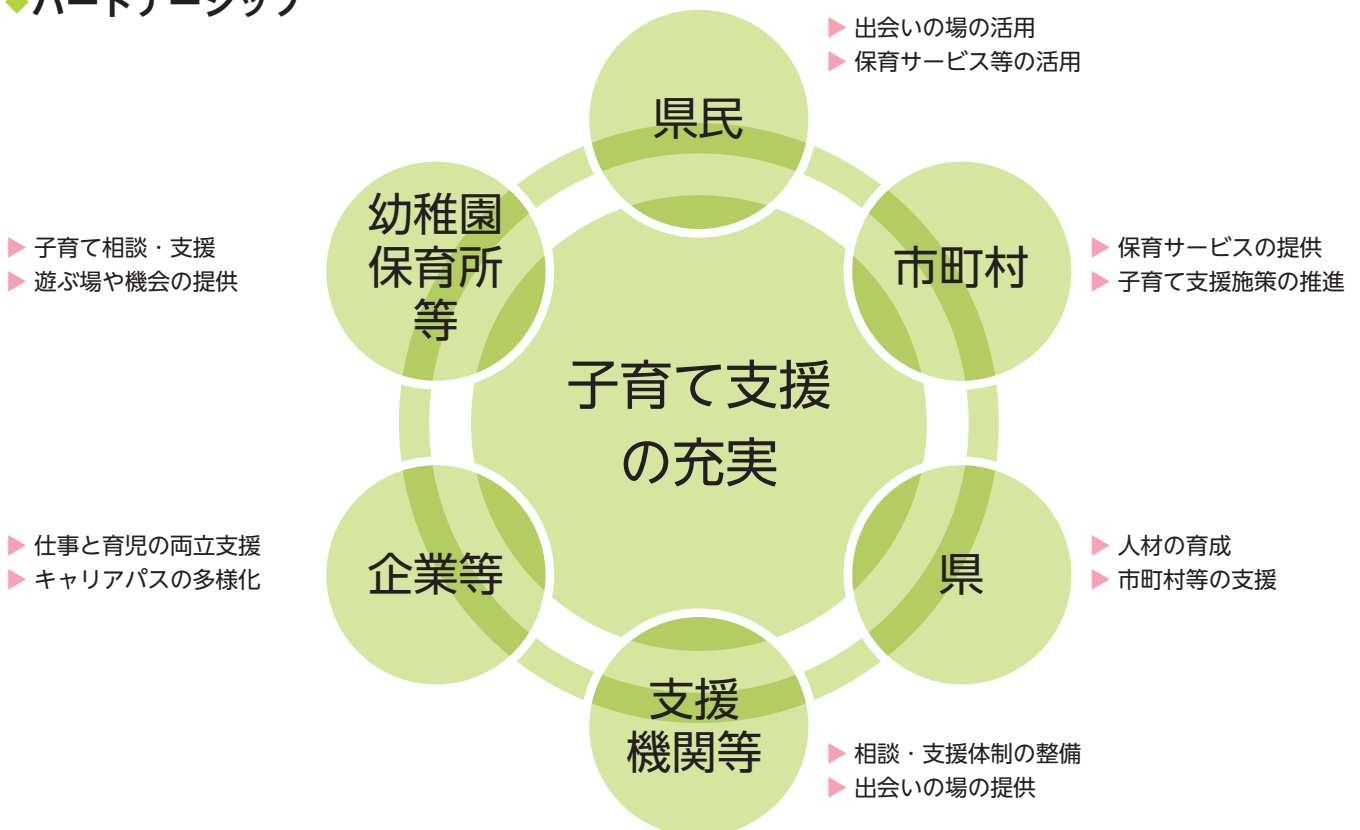 ◆パートナーシップ
▶ 出会いの場の活用
▶ 保育サービス等の活用
県民
幼稚園
保育所
等
▶ 子育て相談・支援
▶ 遊ぶ場や機会の提供
市町村
▶ 保育サービスの提供
▶ 子育て支援施策の推進
子育て支援
の充実
▶ 仕事と育児の両立支援
▶ キャリアパスの多様化
企業等
県
▶ 人材の育成
▶ 市町村等の支援
支援
機関等
▶ 相談・支援体制の整備
▶ 出会いの場の提供